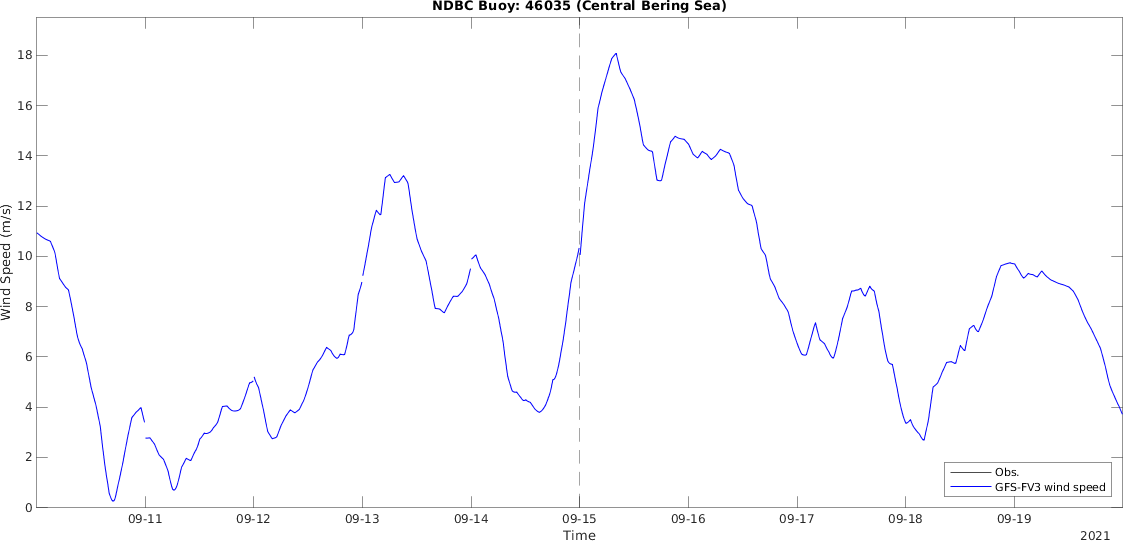 NDBC Buoy: 46035 (Central Bering Sea)
Wind Speed (m/s)
18
16
14
12
10
8
6
4
2
0
09-11 09-12 09-13 09-14 09-15 09-16 09-17 09-18 09-19
Time
2021
Obs.
GFS-FV3 wind speed